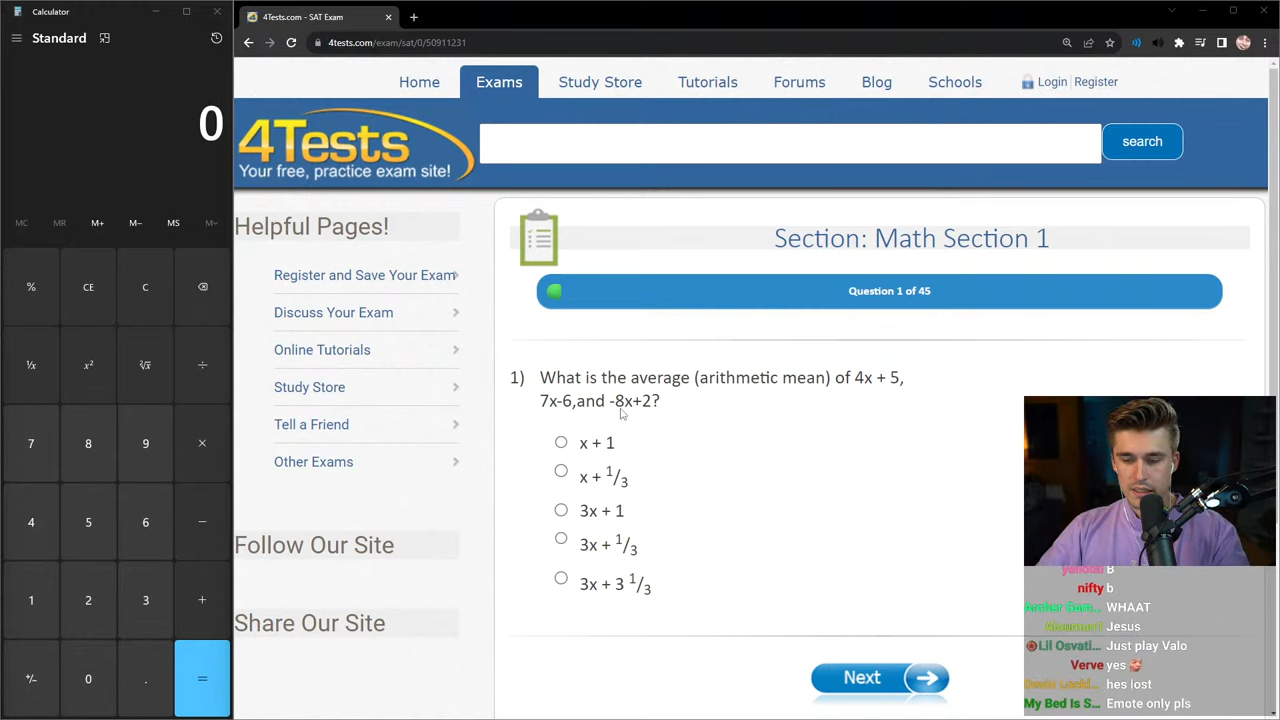 Calculator
4Tests.com - SAT Exam
4tests.com/exam/sat/0/50911231
Standard
0
MC MR M+ M− MS M˅
% CE C
¹/x x² ²√x ÷
7 8 9 ×
4 5 6 −
1 2 3 +
+/− 0 . =
Home Exams Study Store Tutorials Forums Blog Schools Login | Register
4Tests
Your free, practice exam site!
search
Helpful Pages!
Register and Save Your Exam
Discuss Your Exam
Online Tutorials
Study Store
Tell a Friend
Other Exams
Follow Our Site
Share Our Site
Section: Math Section 1
Question 1 of 45
1) What is the average (arithmetic mean) of 4x + 5,
7x-6,and -8x+2?
x + 1
x + 1/3
3x + 1
3x + 1/3
3x + 3 1/3
Next
B
nifty b
WHAAT
Jesus
Lil Osvati... Just play Valo
Verve yes
hes lost
My Bed Is S... Emote only pls